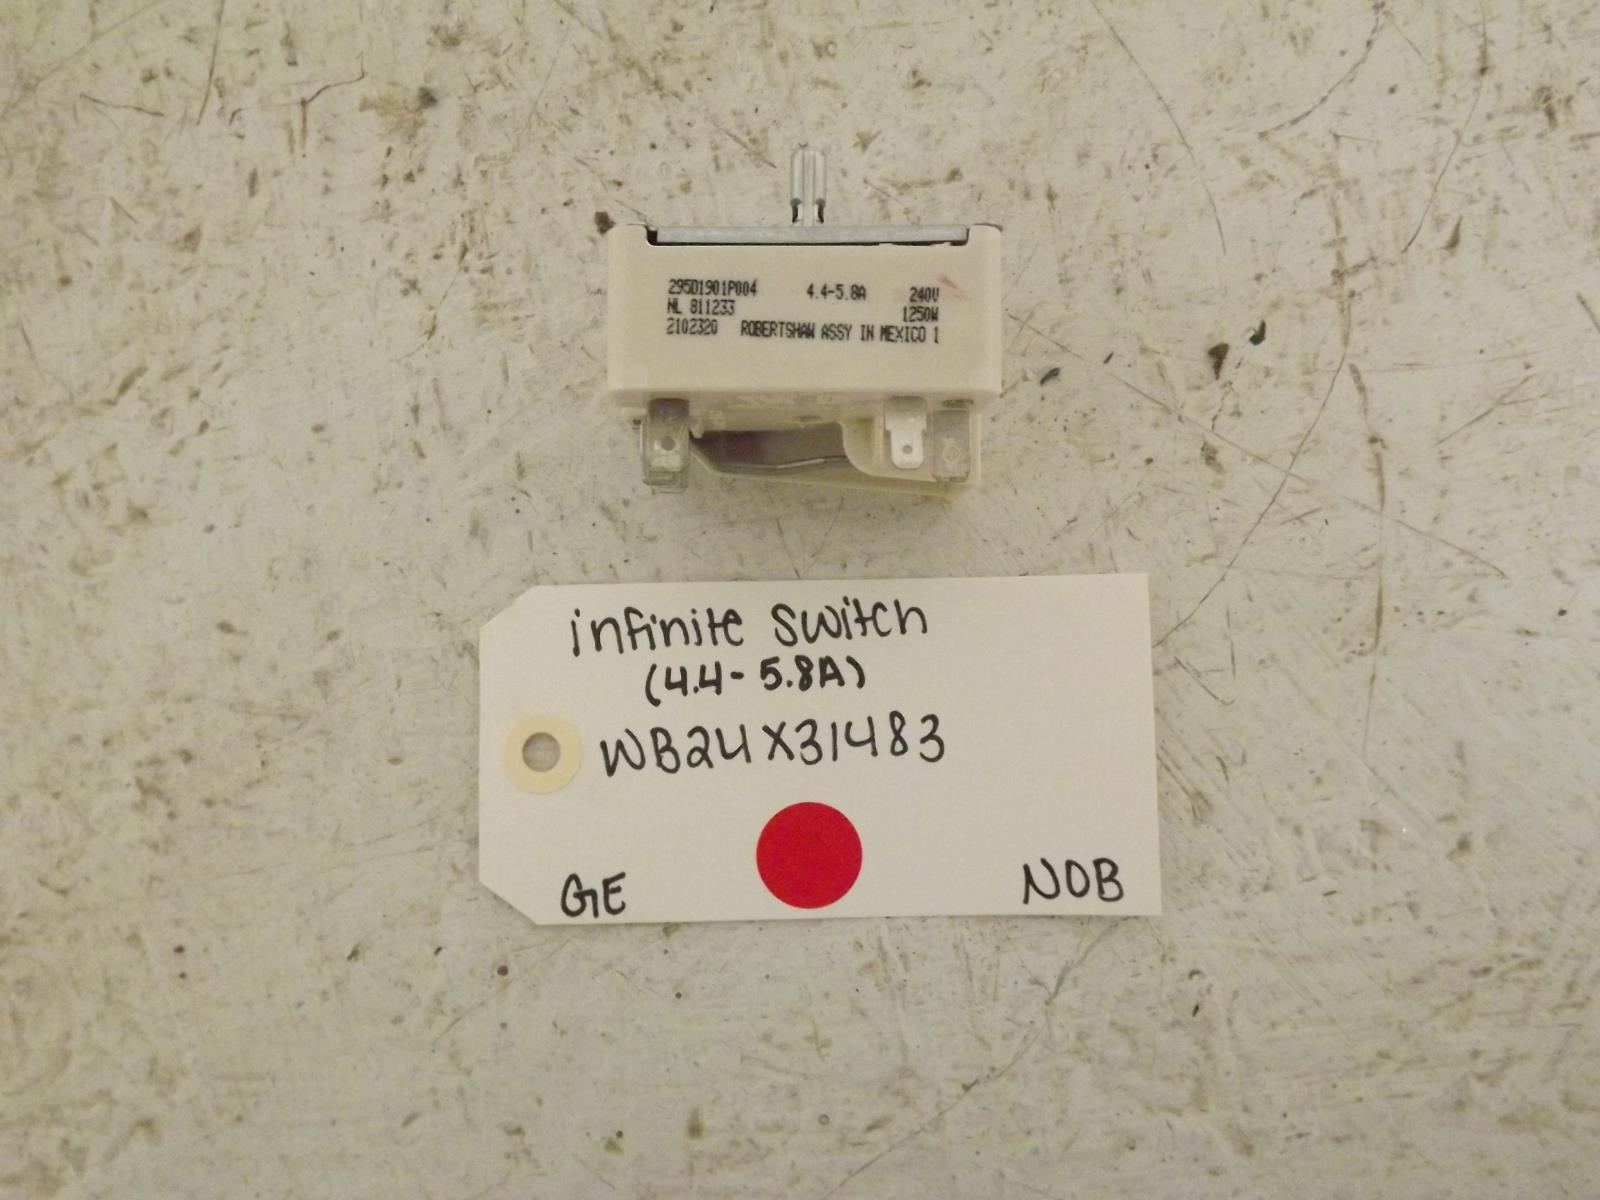 295D1901P004 4.4-5.8A 240V
NL 811233 1250W
2102320 ROBERTSHAW ASSY IN MEXICO 1
infinite switch
(4.4-5.8A)
WB24X31483
GE NOB